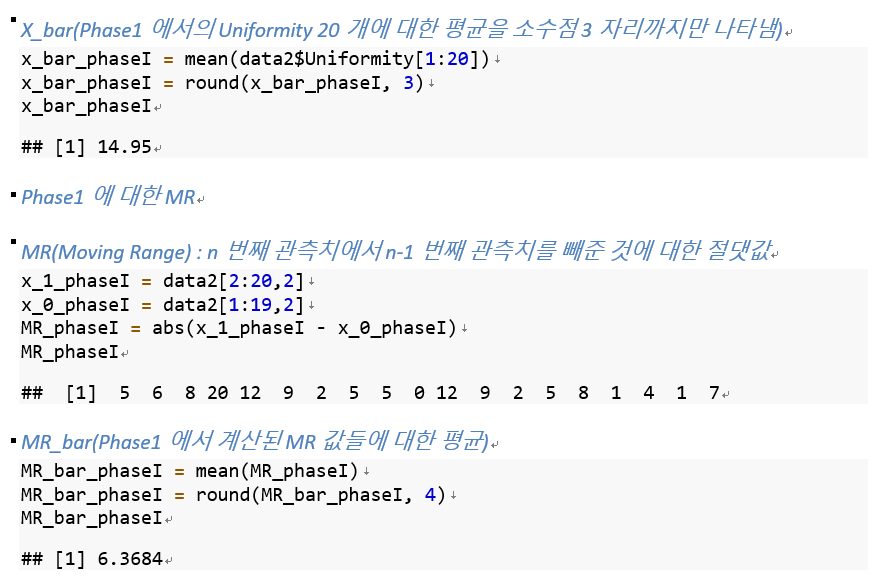 X_bar(Phase1 에서의 Uniformity 20 개에 대한 평균을 소수점 3 자리까지만 나타냄)
x_bar_phaseI = mean(data2$Uniformity[1:20])
x_bar_phaseI = round(x_bar_phaseI, 3)
x_bar_phaseI
## [1] 14.95
Phase1 에 대한 MR
MR(Moving Range) : n 번째 관측치에서 n-1 번째 관측치를 빼준 것에 대한 절댓값
x_1_phaseI = data2[2:20,2]
x_0_phaseI = data2[1:19,2]
MR_phaseI = abs(x_1_phaseI - x_0_phaseI)
MR_phaseI
##  [1]  5  6  8 20 12  9  2  5  5  0 12  9  2  5  8  1  4  1  7
MR_bar(Phase1 에서 계산된 MR 값들에 대한 평균)
MR_bar_phaseI = mean(MR_phaseI)
MR_bar_phaseI = round(MR_bar_phaseI, 4)
MR_bar_phaseI
## [1] 6.3684